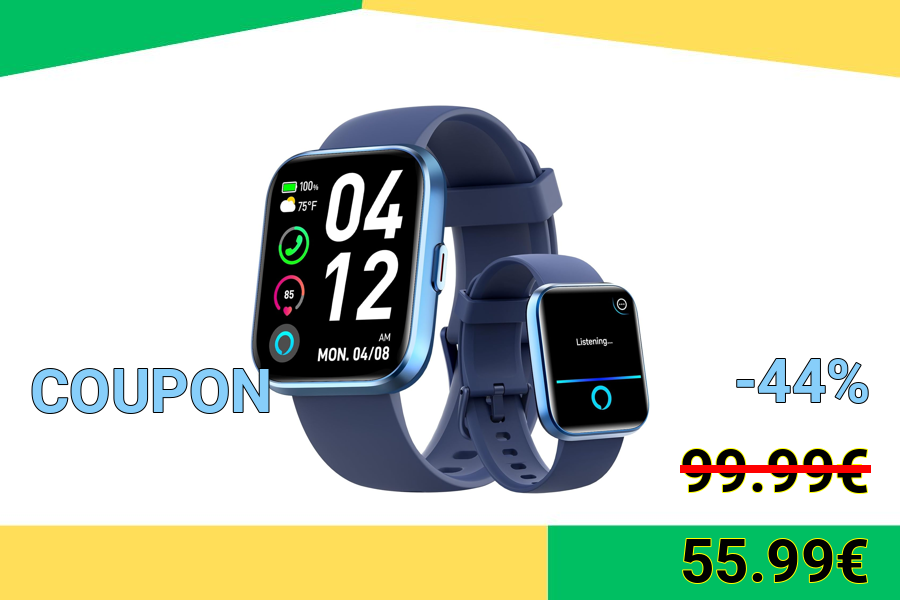 100%
75°F
04
12
85
AM
MON. 04/08
Listening...
COUPON
-44%
99.99€
55.99€